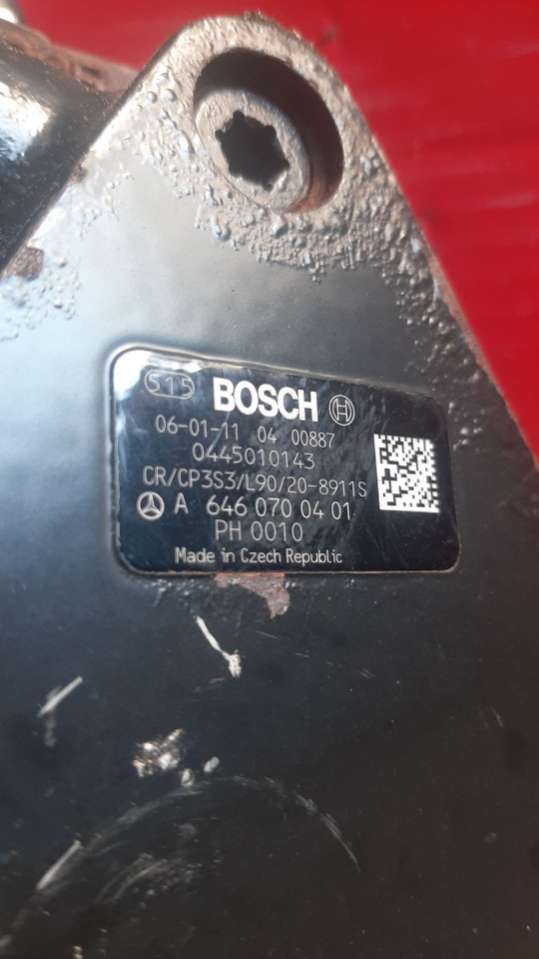 515 BOSCH
06-01-11 04 00887
0445010143
CR/CP3S3/L90/20-8911S
A 646 070 04 01
PH 0010
Made in Czech Republic